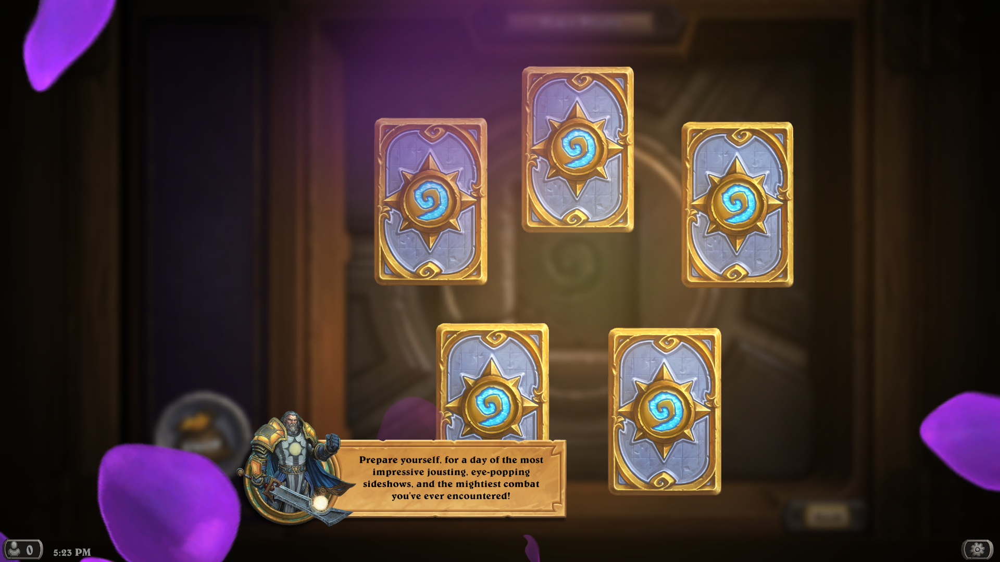 Prepare yourself, for a day of the most
impressive jousting, eye-popping
sideshows, and the mightiest combat
you've ever encountered!
0
5:23 PM